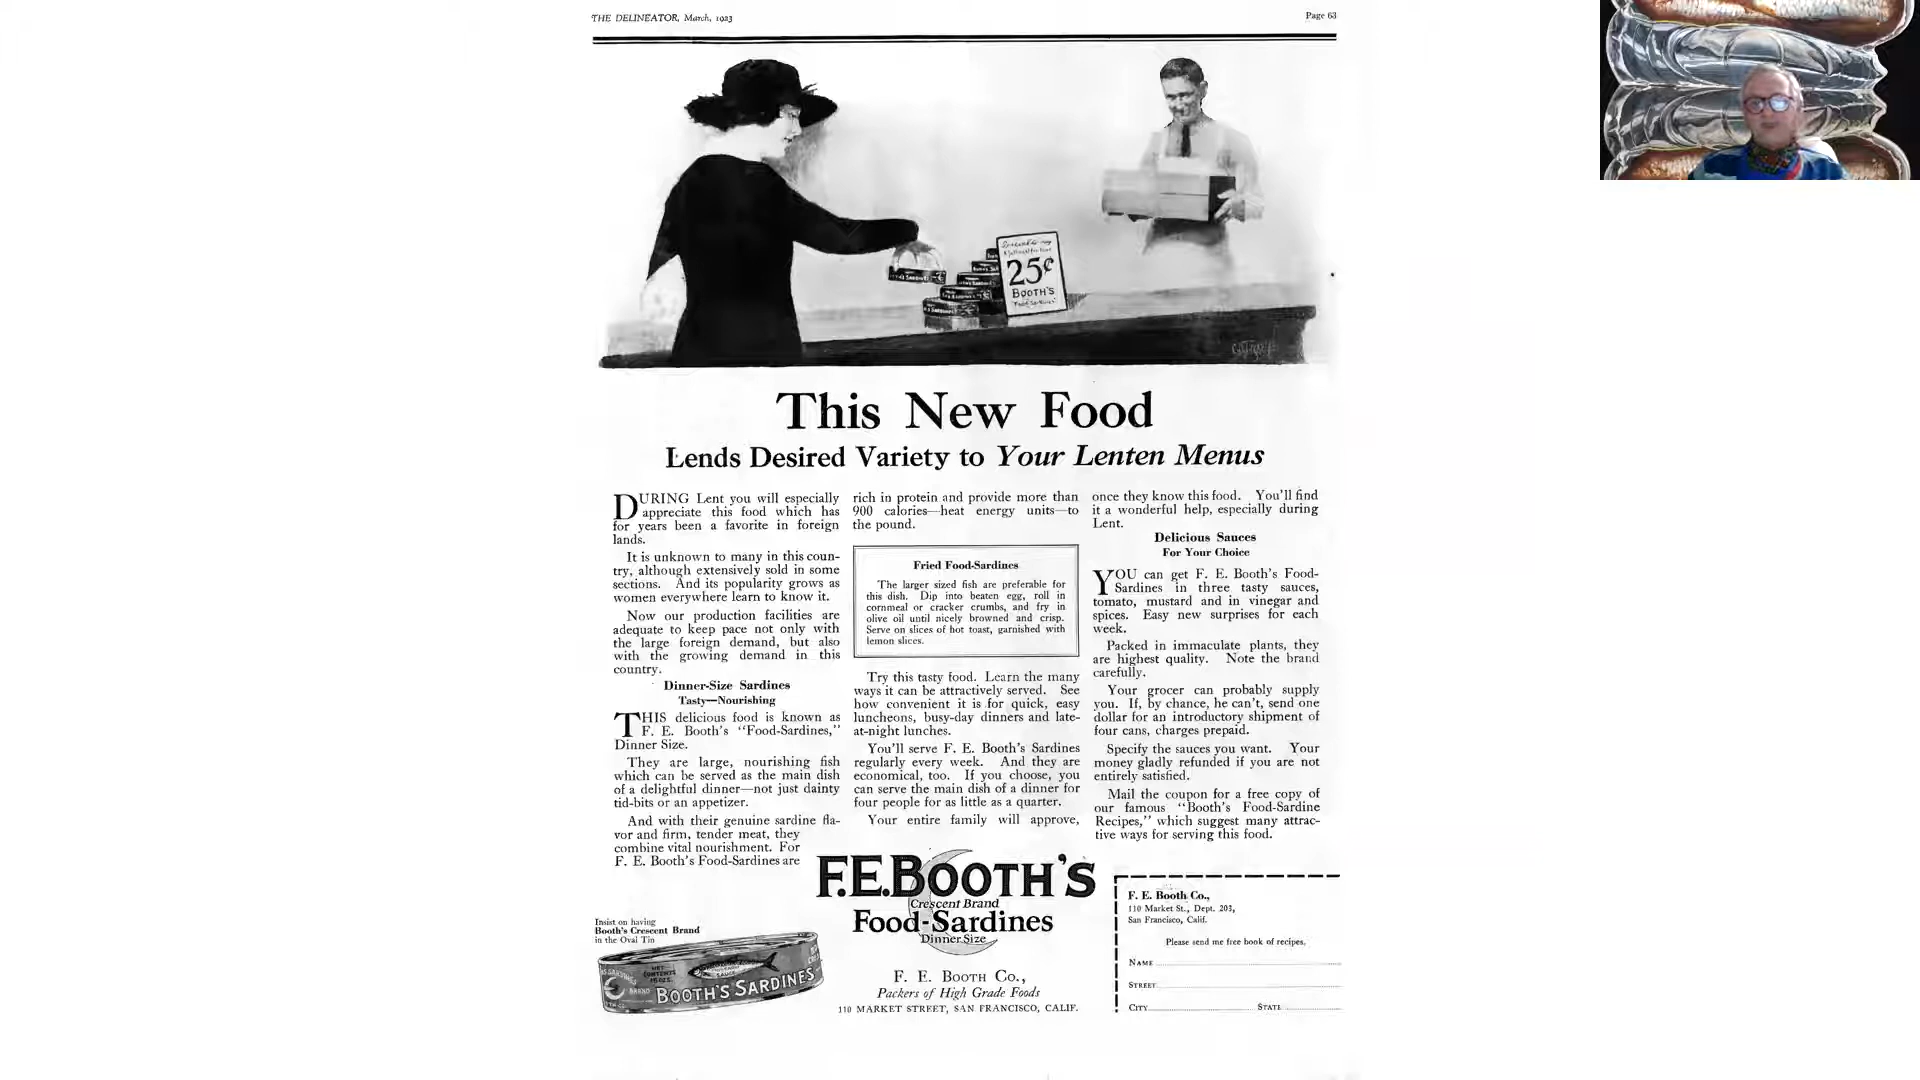 THE DELINEATOR, March, 1923
Page 63
25¢
BOOTH'S
This New Food
Lends Desired Variety to Your Lenten Menus
DURING Lent you will especially
appreciate this food which has
for years been a favorite in foreign
lands.
It is unknown to many in this coun-
try, although extensively sold in some
sections. And its popularity grows as
women everywhere learn to know it.
Now our production facilities are
adequate to keep pace not only with
the large foreign demand, but also
with the growing demand in this
country.
Dinner-Size Sardines
Tasty—Nourishing
THIS delicious food is known as
F. E. Booth's "Food-Sardines,"
Dinner Size.
They are large, nourishing fish
which can be served as the main dish
of a delightful dinner—not just dainty
tid-bits or an appetizer.
And with their genuine sardine fla-
vor and firm, tender meat, they
combine vital nourishment. For
F. E. Booth's Food-Sardines are
rich in protein and provide more than
900 calories—heat energy units—to
the pound.
Fried Food-Sardines
The larger sized fish are preferable for
this dish. Dip into beaten egg, roll in
cornmeal or cracker crumbs, and fry in
olive oil until nicely browned and crisp.
Serve on slices of hot toast, garnished with
lemon slices.
Try this tasty food. Learn the many
ways it can be attractively served. See
how convenient it is for quick, easy
luncheons, busy-day dinners and late-
at-night lunches.
You'll serve F. E. Booth's Sardines
regularly every week. And they are
economical, too. If you choose, you
can serve the main dish of a dinner for
four people for as little as a quarter.
Your entire family will approve,
once they know this food. You'll find
it a wonderful help, especially during
Lent.
Delicious Sauces
For Your Choice
YOU can get F. E. Booth's Food-
Sardines in three tasty sauces,
tomato, mustard and in vinegar and
spices. Easy new surprises for each
week.
Packed in immaculate plants, they
are highest quality. Note the brand
carefully.
Your grocer can probably supply
you. If, by chance, he can't, send one
dollar for an introductory shipment of
four cans, charges prepaid.
Specify the sauces you want. Your
money gladly refunded if you are not
entirely satisfied.
Mail the coupon for a free copy of
our famous "Booth's Food-Sardine
Recipes," which suggest many attrac-
tive ways for serving this food.
Insist on having
Booth's Crescent Brand
in the Oval Tin
NET
CONTENTS
SAUCE
BRAND
BOOTH'S SARDINES
F.E.BOOTH'S
Crescent Brand
Food-Sardines
Dinner Size
F. E. BOOTH CO.,
Packers of High Grade Foods
110 MARKET STREET, SAN FRANCISCO, CALIF.
F. E. Booth Co.,
110 Market St., Dept. 203,
San Francisco, Calif.
Please send me free book of recipes.
NAME
STREET
CITY STATE